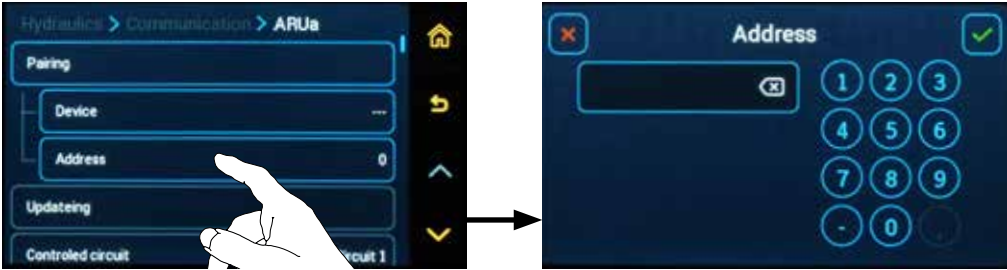 Hydraulics > Communication > ARUa
Pairing
Device ---
Address 0
Updateing
Controled circuit rcuit 1
Address
1 2 3
4 5 6
7 8 9
- 0 .